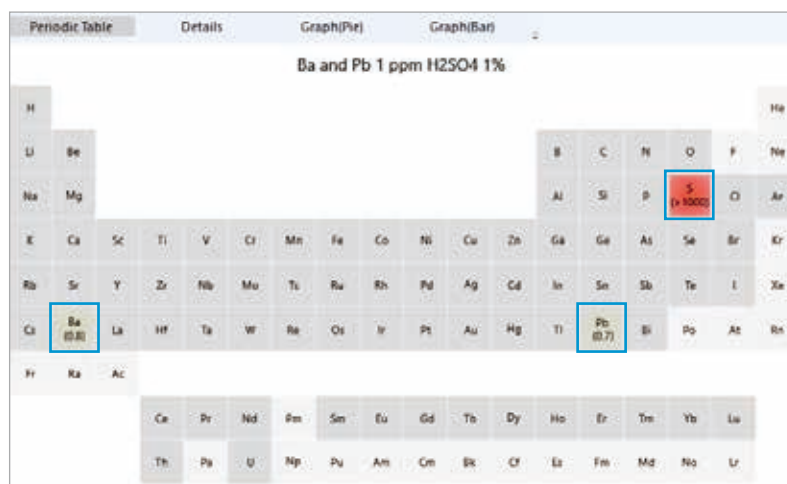 Periodic Table Details Graph(Pie) Graph(Bar)
Ba and Pb 1 ppm H2SO4 1%
H He
Li Be B C N O F Ne
Na Mg Al Si P S Cl Ar
(>1000)
K Ca Sc Ti V Cr Mn Fe Co Ni Cu Zn Ga Ge As Se Br Kr
Rb Sr Y Zr Nb Mo Tc Ru Rh Pd Ag Cd In Sn Sb Te I Xe
Cs Ba La Hf Ta W Re Os Ir Pt Au Hg Tl Pb Bi Po At Rn
(0.8) (0.7)
Fr Ra Ac
Ce Pr Nd Pm Sm Eu Gd Tb Dy Ho Er Tm Yb Lu
Th Pa U Np Pu Am Cm Bk Cf Es Fm Md No Lr